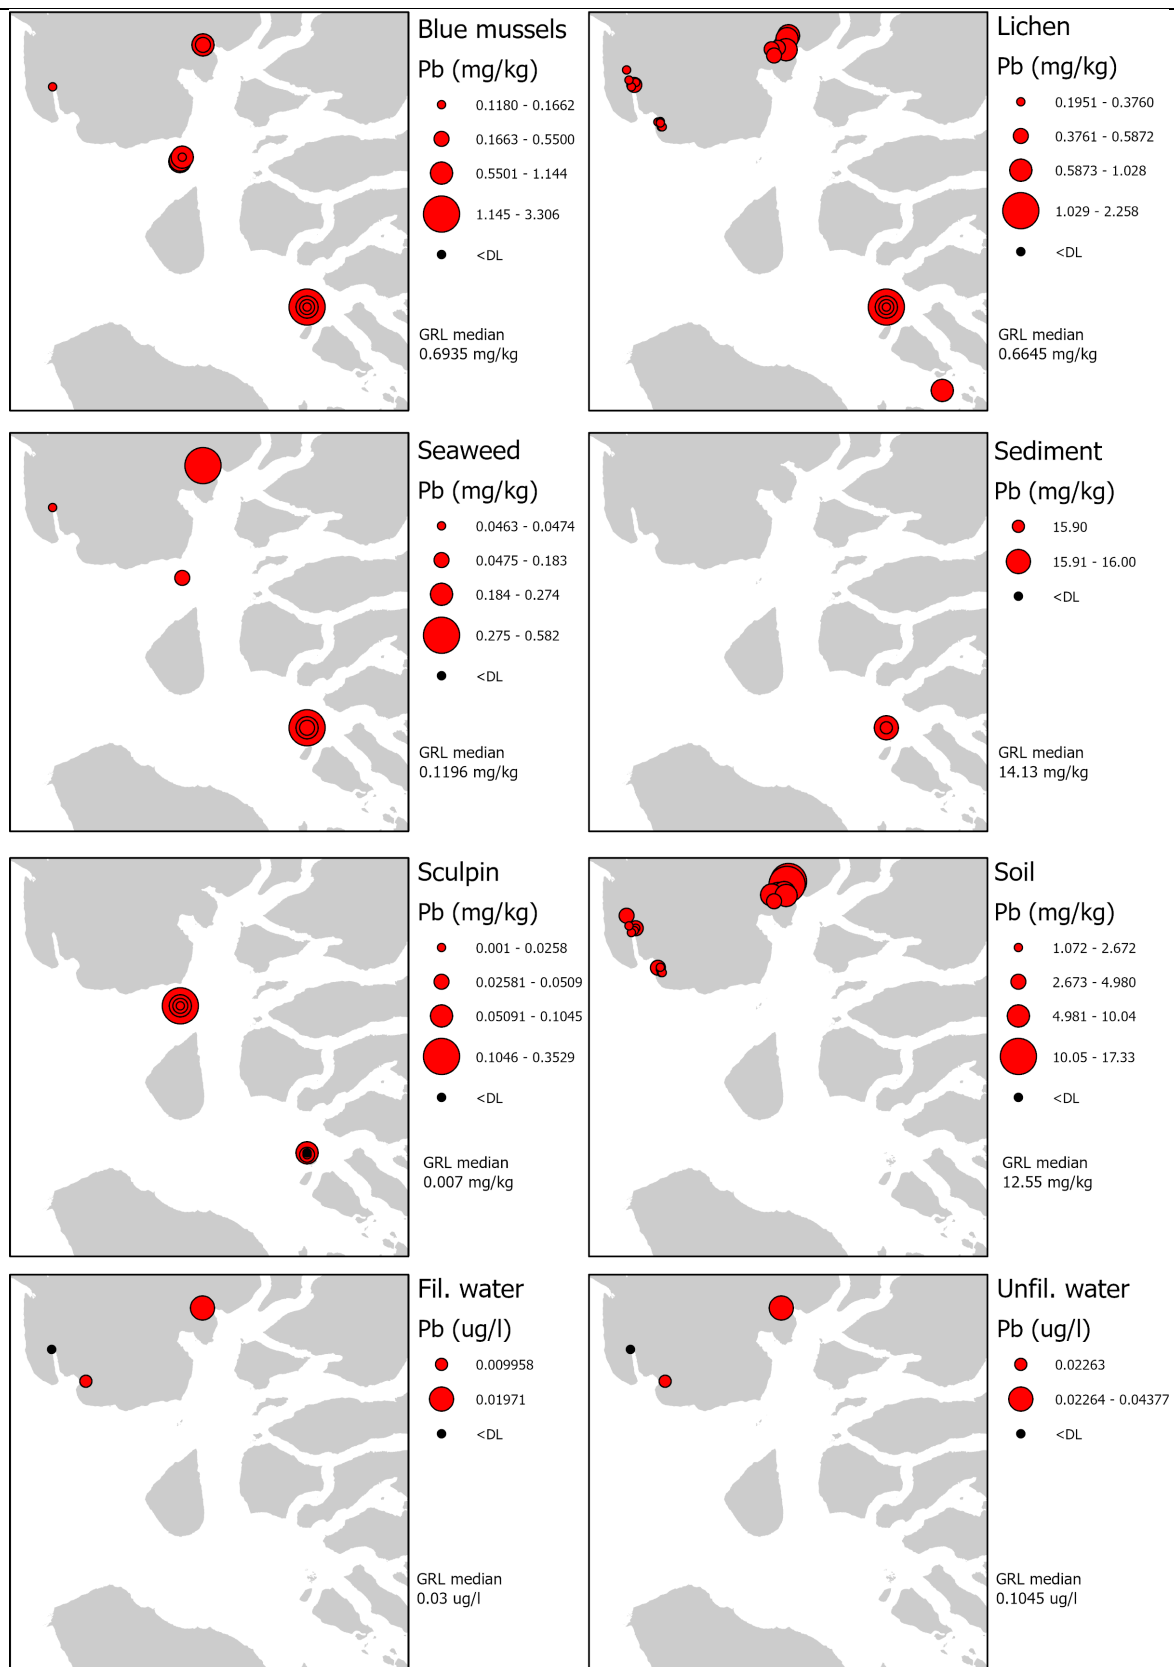 Blue mussels
Pb (mg/kg)
0.1180 - 0.1662
0.1663 - 0.5500
0.5501 - 1.144
1.145 - 3.306
<DL
GRL median
0.6935 mg/kg
Lichen
Pb (mg/kg)
0.1951 - 0.3760
0.3761 - 0.5872
0.5873 - 1.028
1.029 - 2.258
<DL
GRL median
0.6645 mg/kg
Seaweed
Pb (mg/kg)
0.0463 - 0.0474
0.0475 - 0.183
0.184 - 0.274
0.275 - 0.582
<DL
GRL median
0.1196 mg/kg
Sediment
Pb (mg/kg)
15.90
15.91 - 16.00
<DL
GRL median
14.13 mg/kg
Sculpin
Pb (mg/kg)
0.001 - 0.0258
0.02581 - 0.0509
0.05091 - 0.1045
0.1046 - 0.3529
<DL
GRL median
0.007 mg/kg
Soil
Pb (mg/kg)
1.072 - 2.672
2.673 - 4.980
4.981 - 10.04
10.05 - 17.33
<DL
GRL median
12.55 mg/kg
Fil. water
Pb (ug/l)
0.009958
0.01971
<DL
GRL median
0.03 ug/l
Unfil. water
Pb (ug/l)
0.02263
0.02264 - 0.04377
<DL
GRL median
0.1045 ug/l